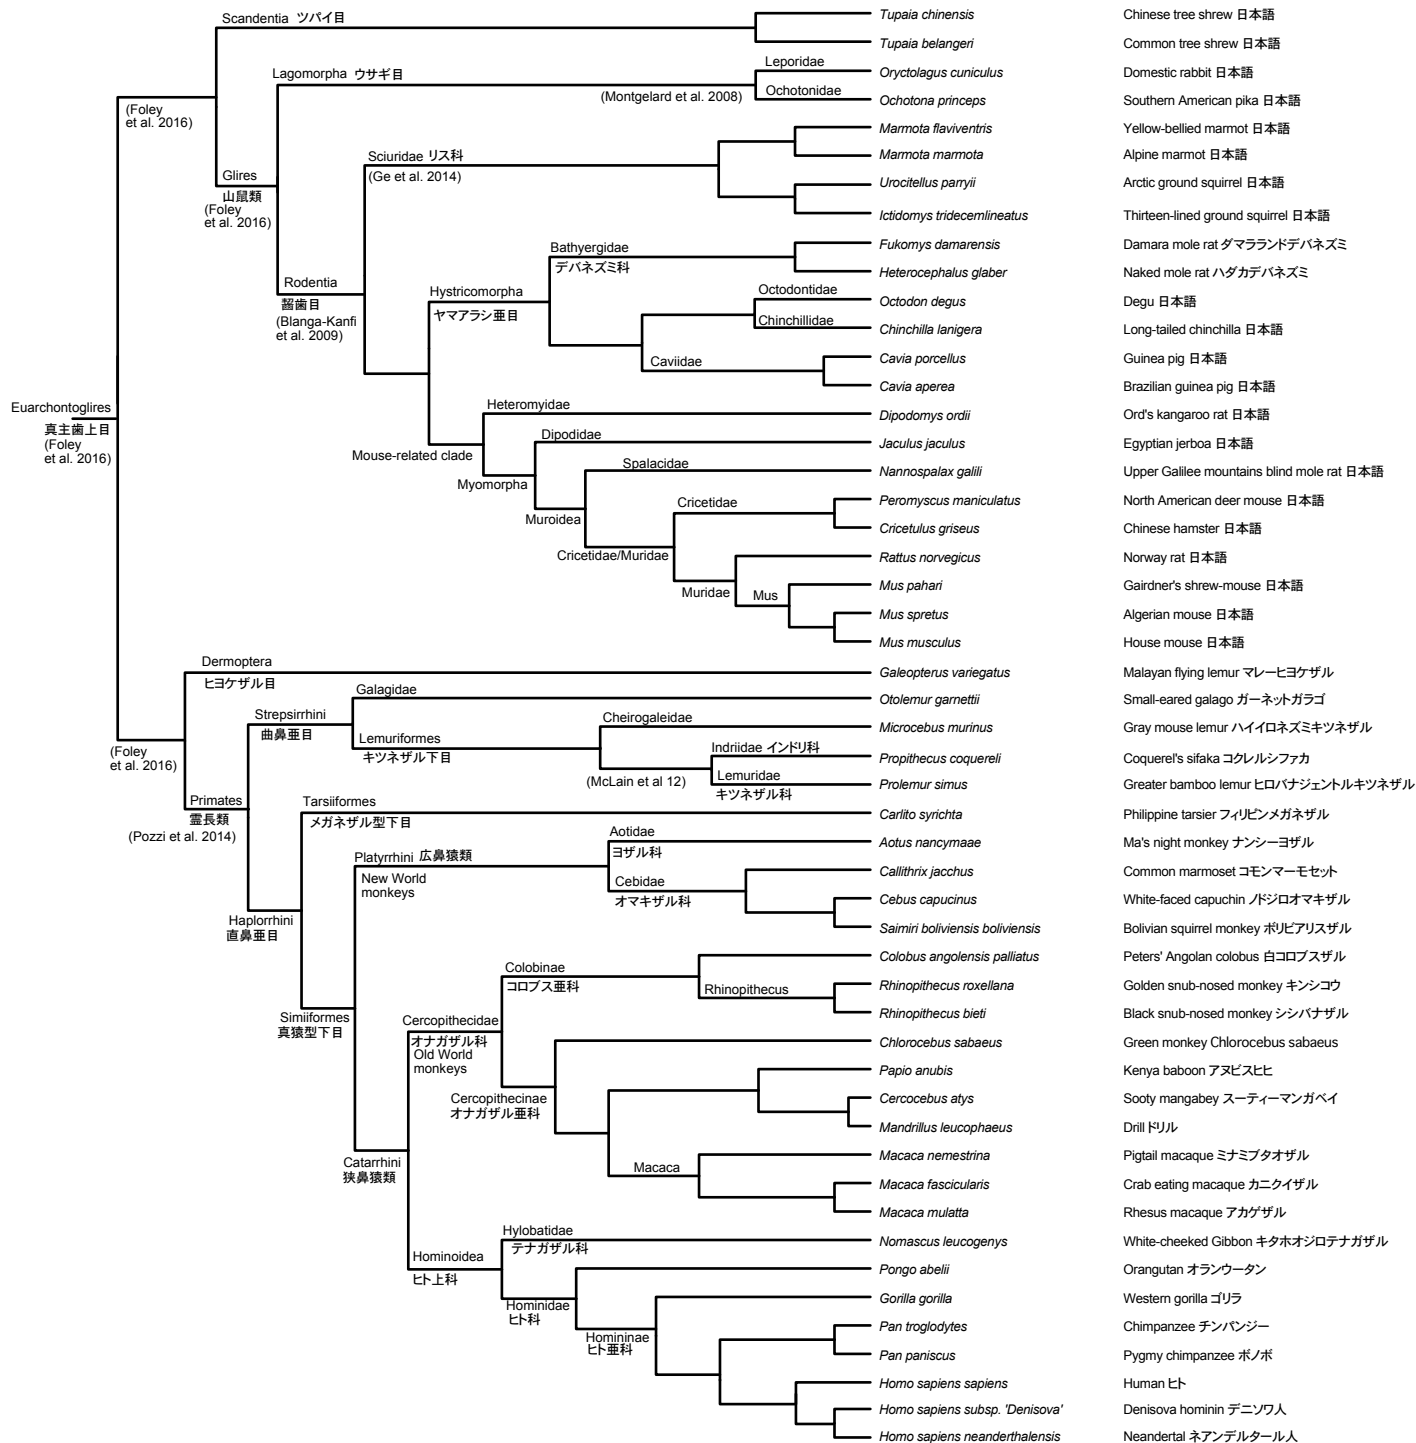 Scandentia ツパイ目
Tupaia chinensis Chinese tree shrew 日本語
Tupaia belangeri Common tree shrew 日本語
Leporidae
Lagomorpha ウサギ目
Oryctolagus cuniculus Domestic rabbit 日本語
(Montgelard et al. 2008)
Ochotonidae
Ochotona princeps Southern American pika 日本語
(Foley
et al. 2016)
Marmota flaviventris Yellow-bellied marmot 日本語
Sciuridae リス科
(Ge et al. 2014)
Marmota marmota Alpine marmot 日本語
Glires
山鼠類
(Foley
et al. 2016)
Urocitellus parryii Arctic ground squirrel 日本語
Ictidomys tridecemlineatus Thirteen-lined ground squirrel 日本語
Bathyergidae
デバネズミ科
Fukomys damarensis Damara mole rat ダマラランドデバネズミ
Heterocephalus glaber Naked mole rat ハダカデバネズミ
Rodentia
齧歯目
(Blanga-Kanfi
et al. 2009)
Hystricomorpha
ヤマアラシ亜目
Octodontidae
Octodon degus Degu 日本語
Chinchillidae
Chinchilla lanigera Long-tailed chinchilla 日本語
Caviidae
Cavia porcellus Guinea pig 日本語
Cavia aperea Brazilian guinea pig 日本語
Euarchontoglires
真主歯上目
(Foley
et al. 2016)
Heteromyidae
Dipodomys ordii Ord's kangaroo rat 日本語
Mouse-related clade
Dipodidae
Jaculus jaculus Egyptian jerboa 日本語
Myomorpha
Spalacidae
Nannospalax galili Upper Galilee mountains blind mole rat 日本語
Muroidea
Cricetidae
Peromyscus maniculatus North American deer mouse 日本語
Cricetulus griseus Chinese hamster 日本語
Cricetidae/Muridae
Rattus norvegicus Norway rat 日本語
Muridae
Mus
Mus pahari Gairdner's shrew-mouse 日本語
Mus spretus Algerian mouse 日本語
Mus musculus House mouse 日本語
Dermoptera
ヒヨケザル目
Galeopterus variegatus Malayan flying lemur マレーヒヨケザル
Galagidae
Otolemur garnettii Small-eared galago ガーネットガラゴ
Strepsirrhini
曲鼻亜目
Lemuriformes
キツネザル下目
Cheirogaleidae
Microcebus murinus Gray mouse lemur ハイイロネズミキツネザル
(Foley
et al. 2016)
Indriidae インドリ科
Propithecus coquereli Coquerel's sifaka コクレルシファカ
(McLain et al 12)
Lemuridae
キツネザル科
Prolemur simus Greater bamboo lemur ヒロバナジェントルキツネザル
Primates
霊長類
(Pozzi et al. 2014)
Tarsiiformes
メガネザル型下目
Carlito syrichta Philippine tarsier フィリピンメガネザル
Platyrrhini 広鼻猿類
New World
monkeys
Aotidae
ヨザル科
Aotus nancymaae Ma's night monkey ナンシーヨザル
Cebidae
オマキザル科
Callithrix jacchus Common marmoset コモンマーモセット
Cebus capucinus White-faced capuchin ノドジロオマキザル
Haplorrhini
直鼻亜目
Saimiri boliviensis boliviensis Bolivian squirrel monkey ボリビアリスザル
Colobinae
コロブス亜科
Colobus angolensis palliatus Peters' Angolan colobus 白コロブスザル
Rhinopithecus
Rhinopithecus roxellana Golden snub-nosed monkey キンシコウ
Rhinopithecus bieti Black snub-nosed monkey シシバナザル
Simiiformes
真猿型下目
Cercopithecidae
オナガザル科
Old World
monkeys
Chlorocebus sabaeus Green monkey Chlorocebus sabaeus
Papio anubis Kenya baboon アヌビスヒヒ
Cercopithecinae
オナガザル亜科
Cercocebus atys Sooty mangabey スーティーマンガベイ
Mandrillus leucophaeus Drill ドリル
Catarrhini
狭鼻猿類
Macaca
Macaca nemestrina Pigtail macaque ミナミブタオザル
Macaca fascicularis Crab eating macaque カニクイザル
Macaca mulatta Rhesus macaque アカゲザル
Hylobatidae
テナガザル科
Nomascus leucogenys White-cheeked Gibbon キタホオジロテナガザル
Hominoidea
ヒト上科
Pongo abelii Orangutan オランウータン
Hominidae
ヒト科
Gorilla gorilla Western gorilla ゴリラ
Homininae
ヒト亜科
Pan troglodytes Chimpanzee チンパンジー
Pan paniscus Pygmy chimpanzee ボノボ
Homo sapiens sapiens Human ヒト
Homo sapiens subsp. 'Denisova' Denisova hominin デニソワ人
Homo sapiens neanderthalensis Neandertal ネアンデルタール人